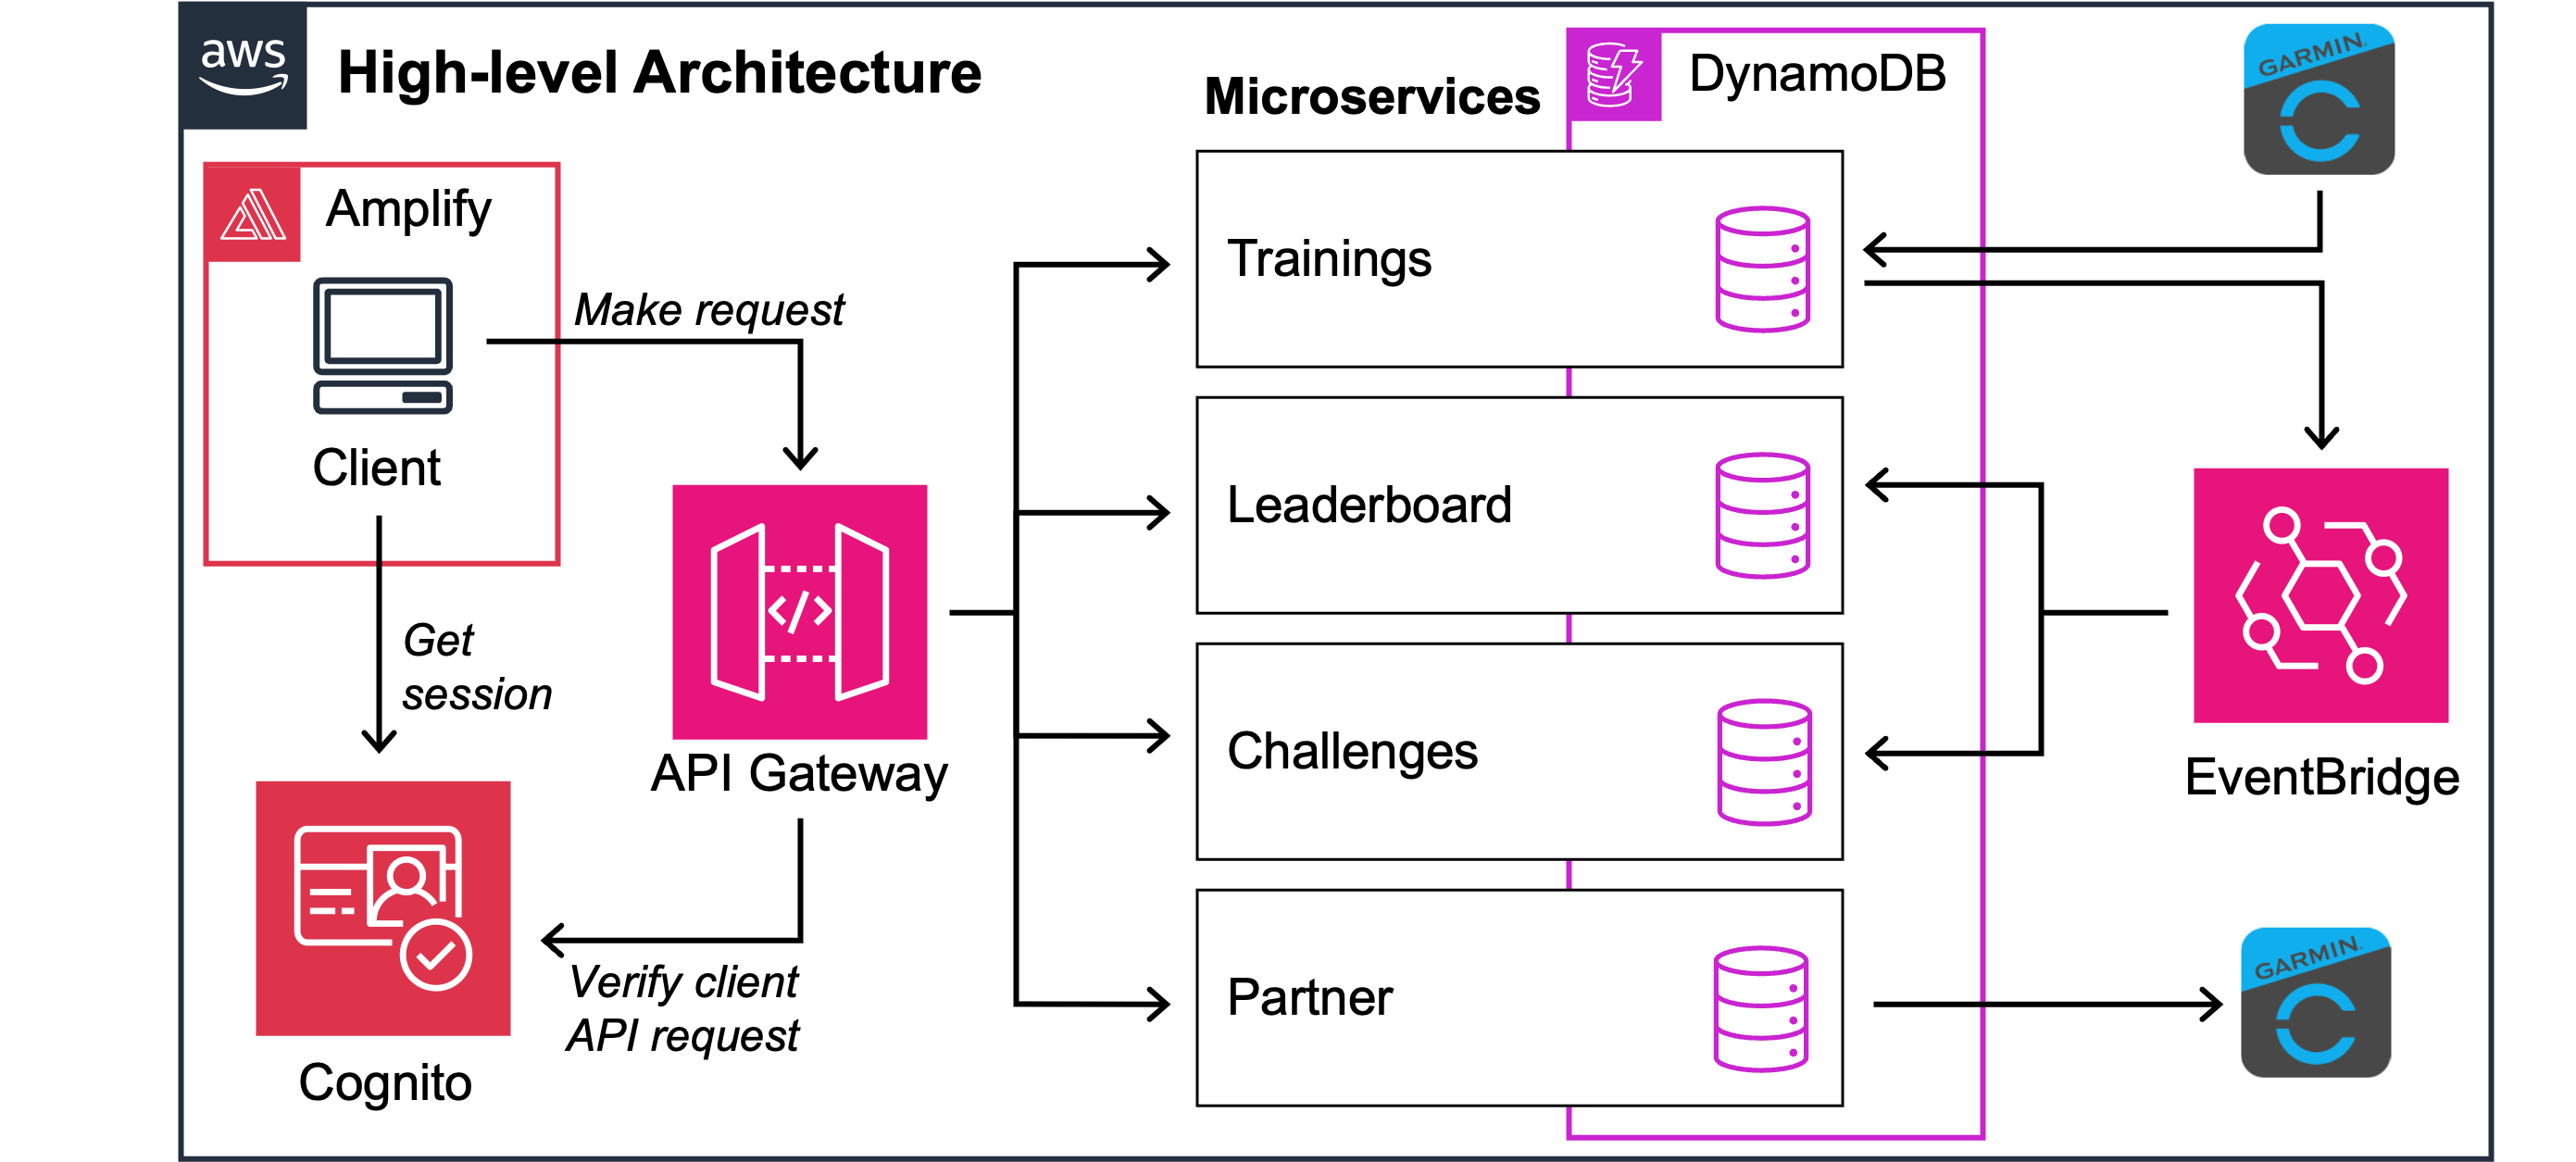 aws
High-level Architecture
Amplify
Client
Make request
Get
session
Cognito
API Gateway
</>
Verify client
API request
Microservices
DynamoDB
Trainings
Leaderboard
Challenges
Partner
GARMIN.
EventBridge
GARMIN.